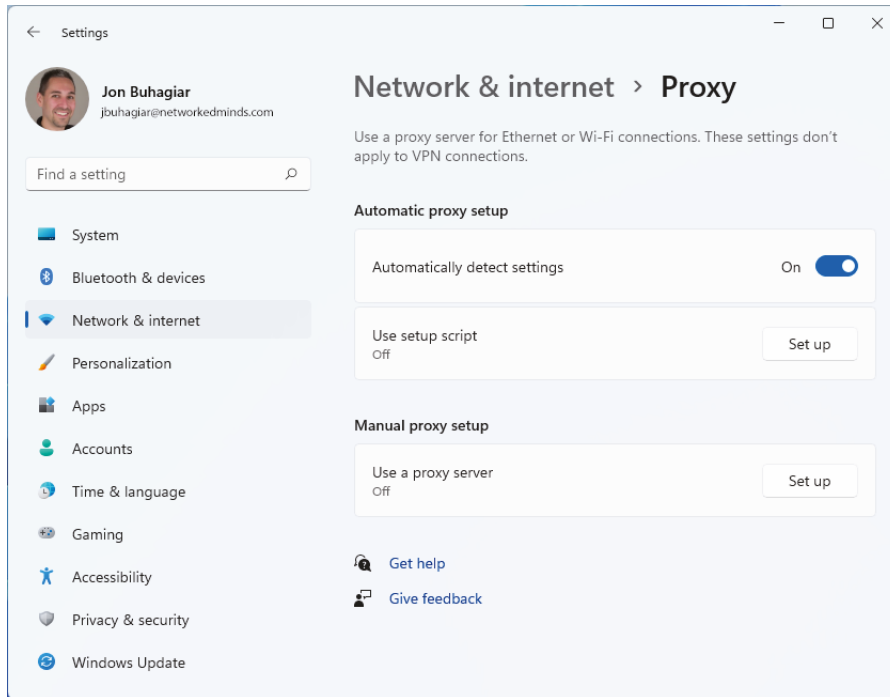 Settings
Jon Buhagiar
jbuhagiar@networkedminds.com
Find a setting
System
Bluetooth & devices
Network & internet
Personalization
Apps
Accounts
Time & language
Gaming
Accessibility
Privacy & security
Windows Update
Network & internet > Proxy
Use a proxy server for Ethernet or Wi-Fi connections. These settings don't
apply to VPN connections.
Automatic proxy setup
Automatically detect settings
On
Use setup script
Off
Set up
Manual proxy setup
Use a proxy server
Off
Set up
Get help
Give feedback